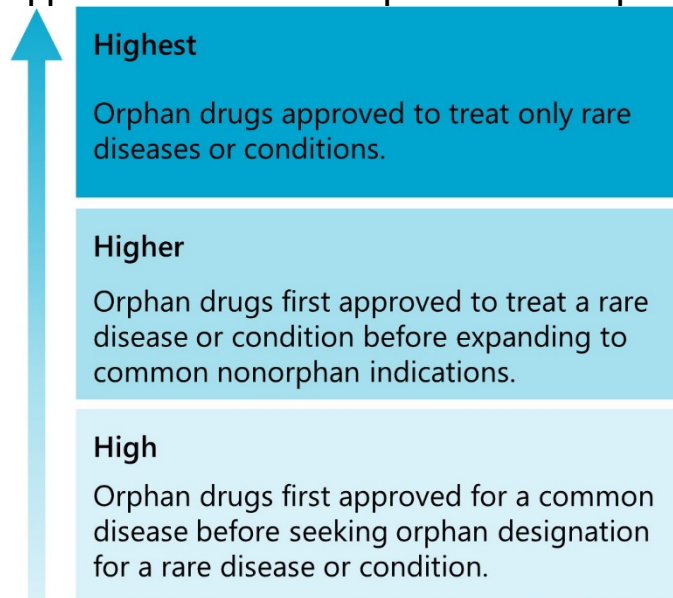 Highest
Orphan drugs approved to treat only rare
diseases or conditions.
Higher
Orphan drugs first approved to treat a rare
disease or condition before expanding to
common nonorphan indications.
High
Orphan drugs first approved for a common
disease before seeking orphan designation
for a rare disease or condition.